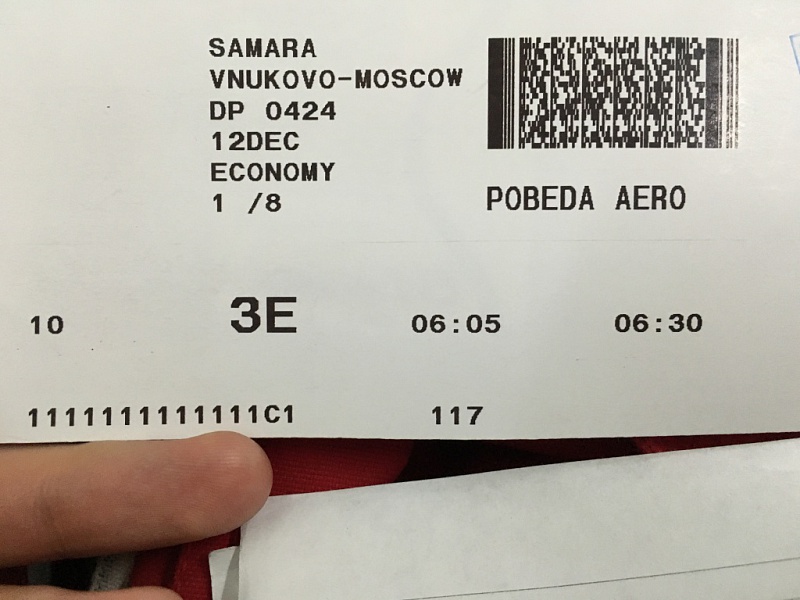 SAMARA
VNUKOVO-MOSCOW
DP 0424
12DEC
ECONOMY
1 /8
POBEDA AERO
10 3E 06:05 06:30
1111111111111C1 117